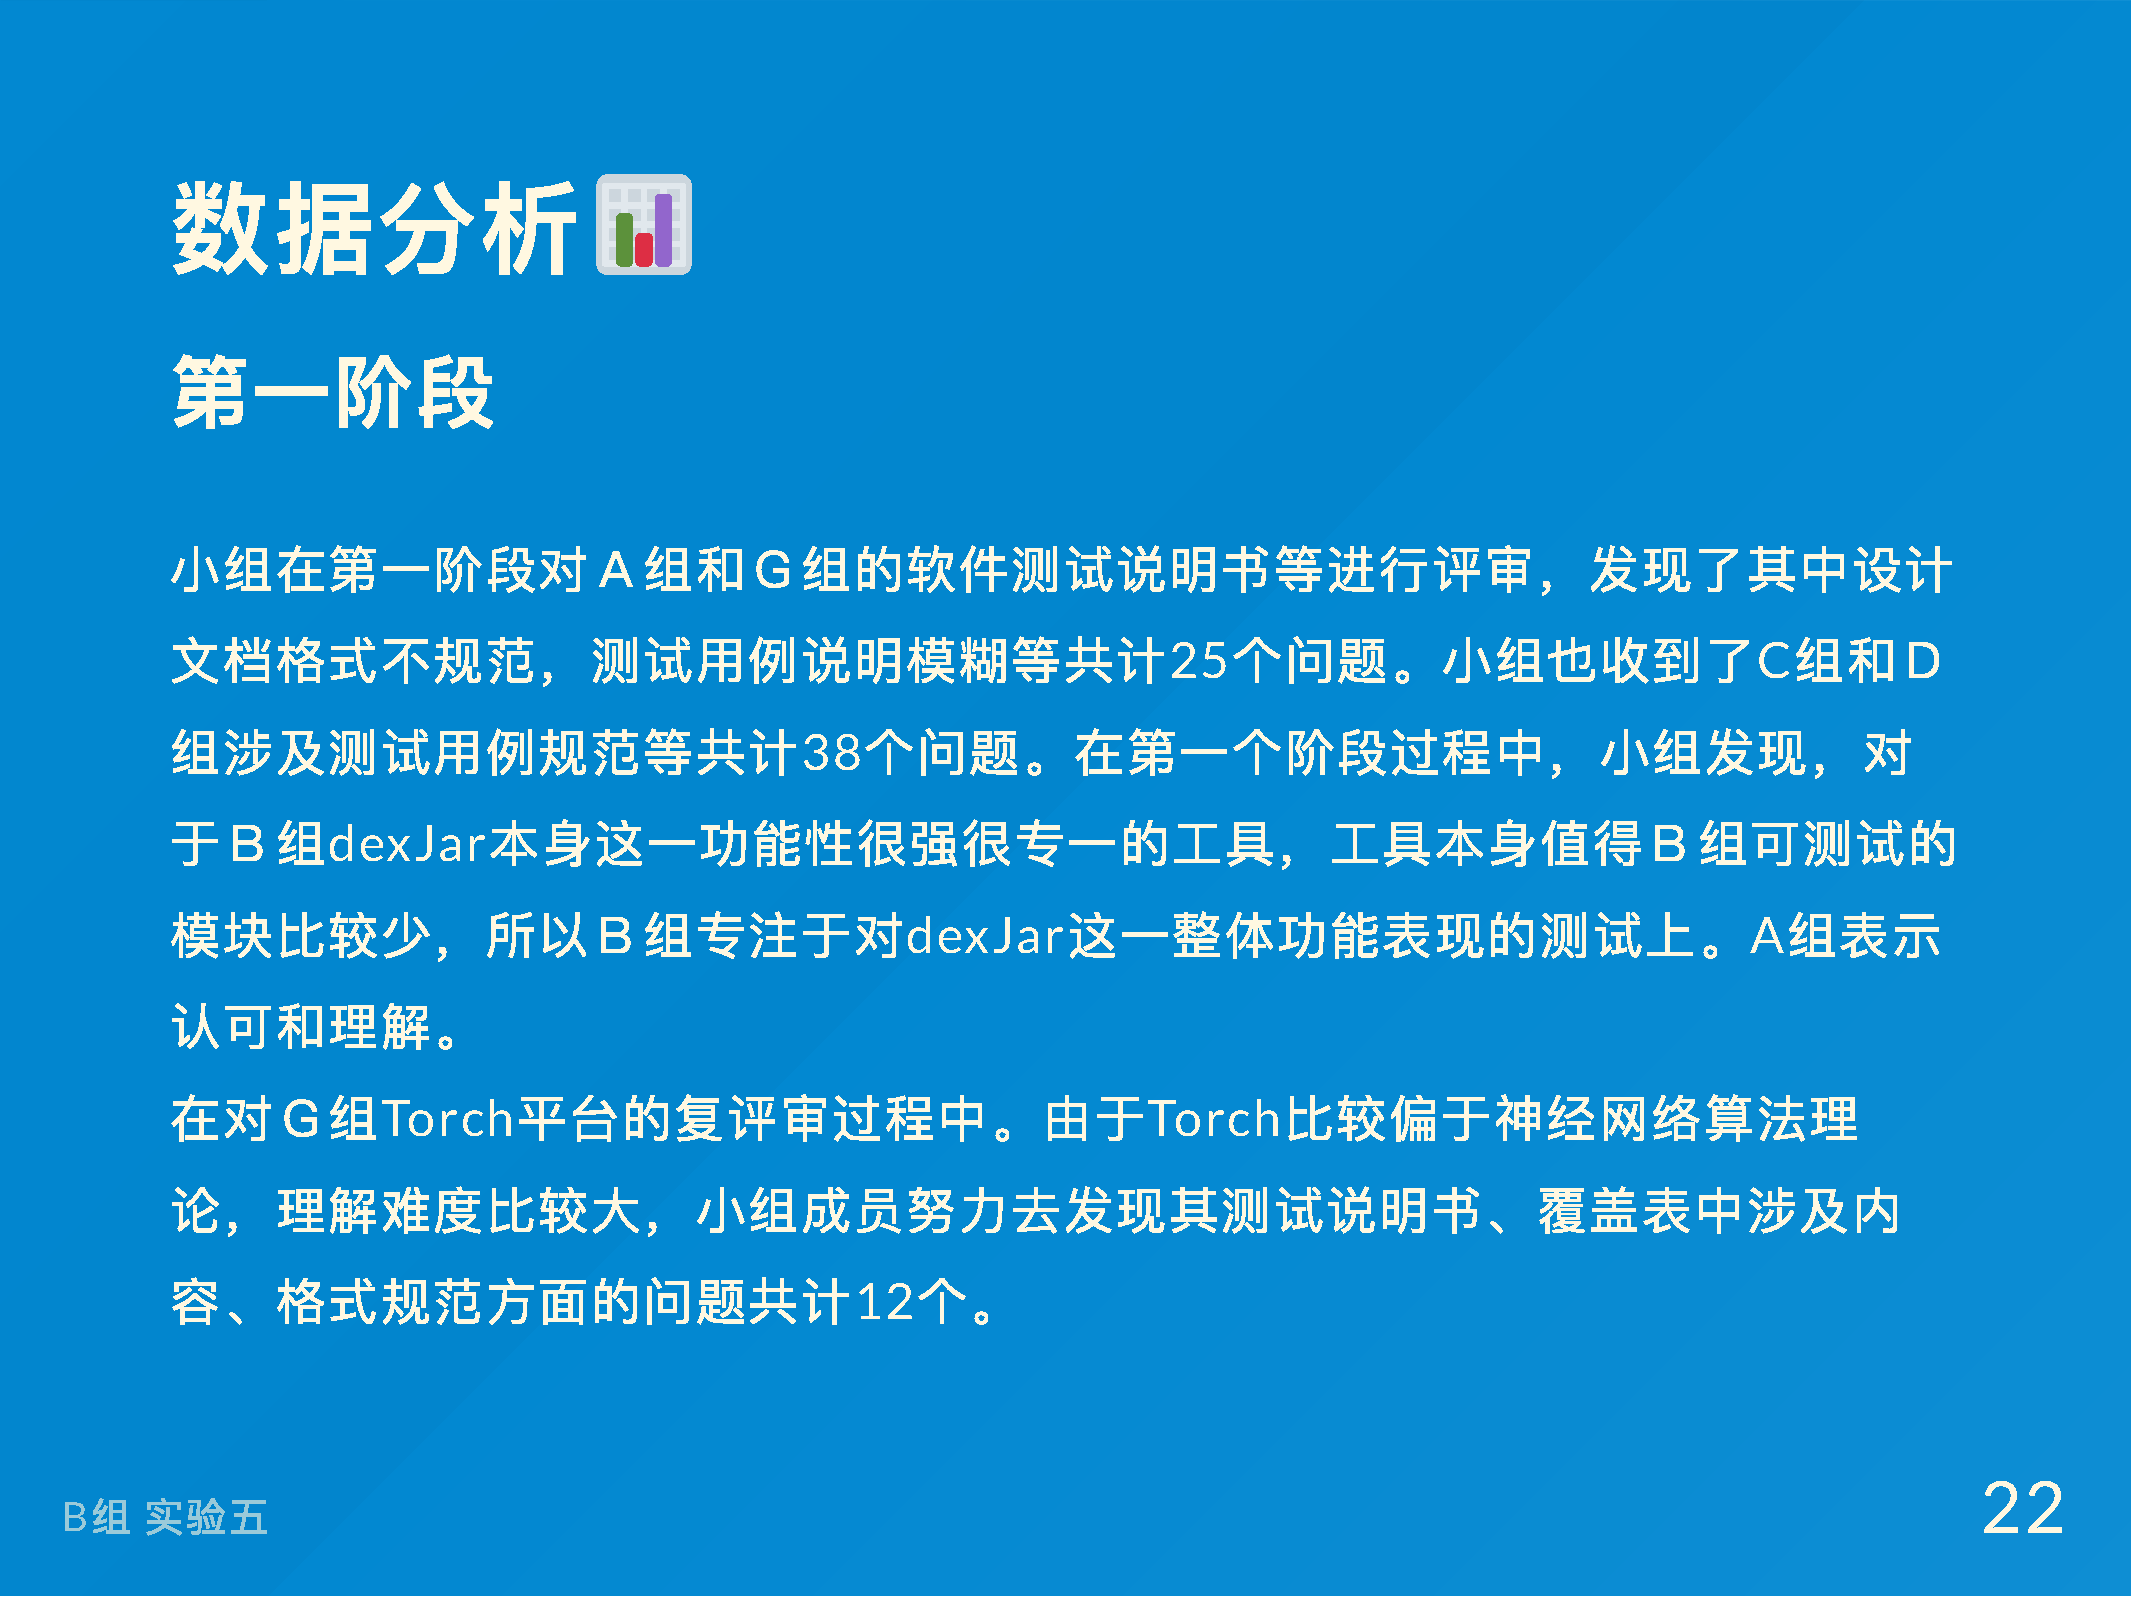 数据分析📊
第一阶段
小组在第一阶段对Ａ组和Ｇ组的软件测试说明书等进行评审，发现了其中设计
文档格式不规范，测试用例说明模糊等共计25个问题。小组也收到了C组和Ｄ
组涉及测试用例规范等共计38个问题。在第一个阶段过程中，小组发现，对
于Ｂ组dexJar本身这一功能性很强很专一的工具，工具本身值得Ｂ组可测试的
模块比较少，所以Ｂ组专注于对dexJar这一整体功能表现的测试上。A组表示
认可和理解。
在对Ｇ组Torch平台的复评审过程中。由于Torch比较偏于神经网络算法理
论，理解难度比较大，小组成员努力去发现其测试说明书、覆盖表中涉及内
容、格式规范方面的问题共计12个。
B组 实验五
22